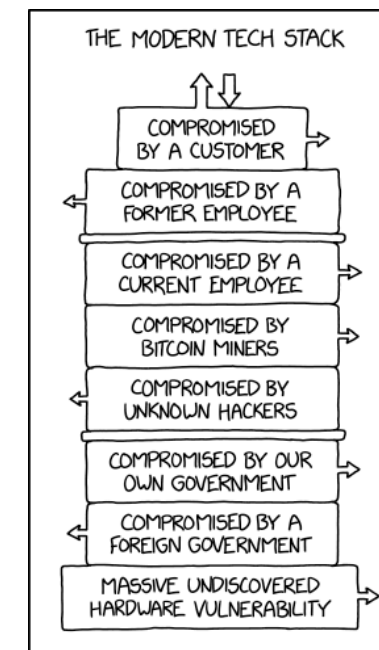 THE MODERN TECH STACK
COMPROMISED
BY A CUSTOMER
COMPROMISED BY A
FORMER EMPLOYEE
COMPROMISED BY A
CURRENT EMPLOYEE
COMPROMISED BY
BITCOIN MINERS
COMPROMISED BY
UNKNOWN HACKERS
COMPROMISED BY OUR
OWN GOVERNMENT
COMPROMISED BY A
FOREIGN GOVERNMENT
MASSIVE UNDISCOVERED
HARDWARE VULNERABILITY